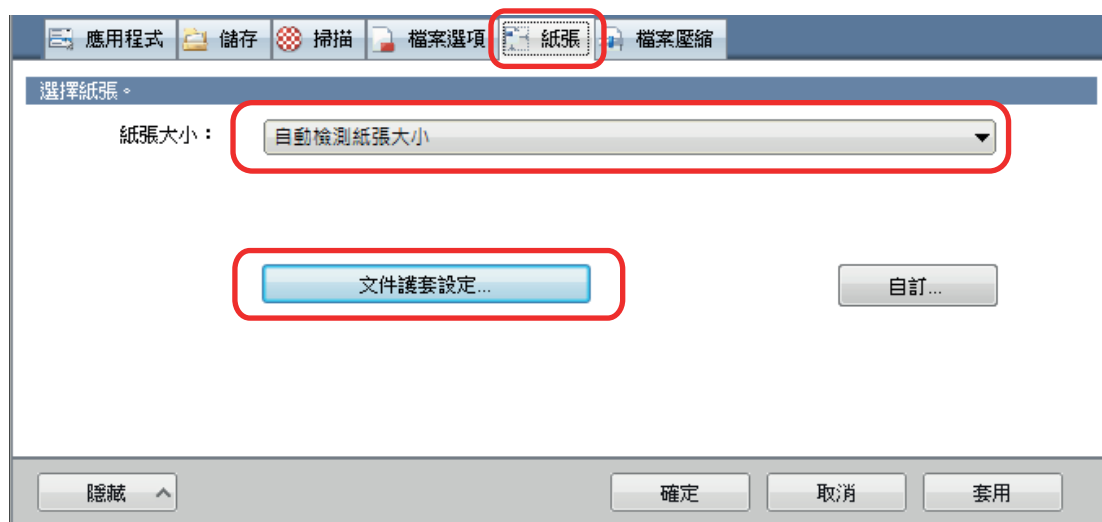 應用程式 儲存 掃描 檔案選項 紙張 檔案壓縮
選擇紙張。
紙張大小： 自動檢測紙張大小
文件護套設定... 自訂...
隱藏 確定 取消 套用